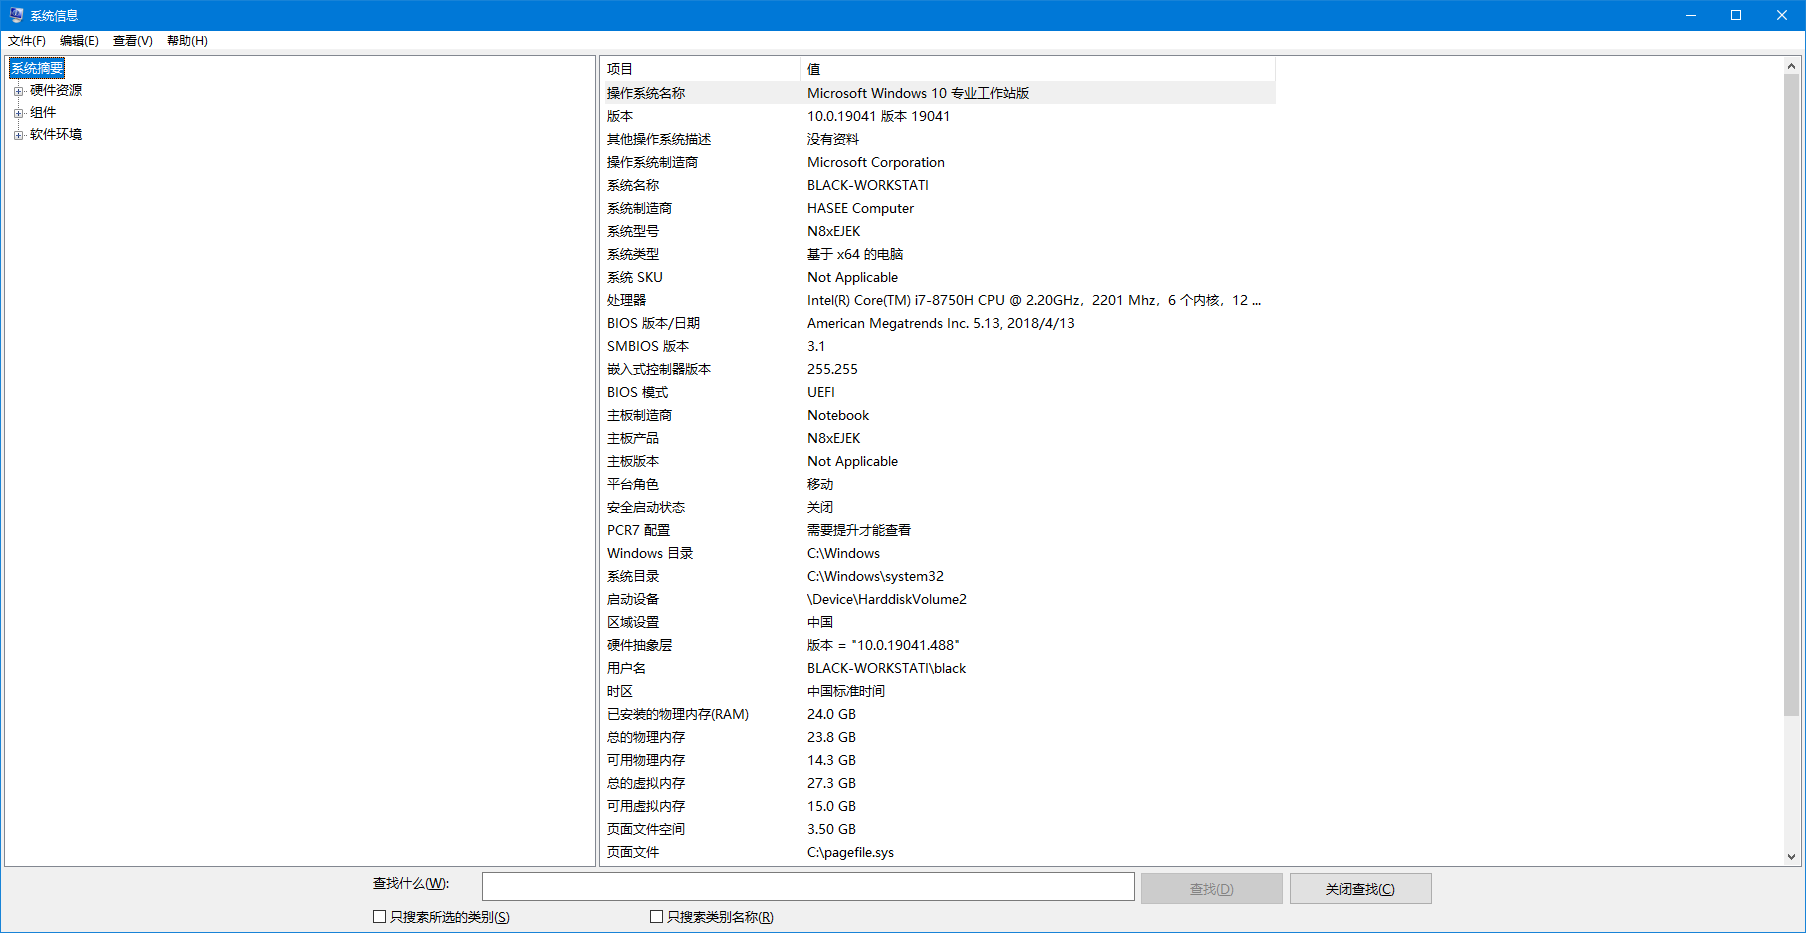 系统信息
文件(F) 编辑(E) 查看(V) 帮助(H)
系统摘要
硬件资源
组件
软件环境
项目 值
操作系统名称 Microsoft Windows 10 专业工作站版
版本 10.0.19041 版本 19041
其他操作系统描述 没有资料
操作系统制造商 Microsoft Corporation
系统名称 BLACK-WORKSTATI
系统制造商 HASEE Computer
系统型号 N8xEJEK
系统类型 基于 x64 的电脑
系统 SKU Not Applicable
处理器 Intel(R) Core(TM) i7-8750H CPU @ 2.20GHz，2201 Mhz，6 个内核，12 ...
BIOS 版本/日期 American Megatrends Inc. 5.13, 2018/4/13
SMBIOS 版本 3.1
嵌入式控制器版本 255.255
BIOS 模式 UEFI
主板制造商 Notebook
主板产品 N8xEJEK
主板版本 Not Applicable
平台角色 移动
安全启动状态 关闭
PCR7 配置 需要提升才能查看
Windows 目录 C:\Windows
系统目录 C:\Windows\system32
启动设备 \Device\HarddiskVolume2
区域设置 中国
硬件抽象层 版本 = "10.0.19041.488"
用户名 BLACK-WORKSTATI\black
时区 中国标准时间
已安装的物理内存(RAM) 24.0 GB
总的物理内存 23.8 GB
可用物理内存 14.3 GB
总的虚拟内存 27.3 GB
可用虚拟内存 15.0 GB
页面文件空间 3.50 GB
页面文件 C:\pagefile.sys
查找什么(W): 查找(D) 关闭查找(C)
只搜索所选的类别(S) 只搜索类别名称(R)